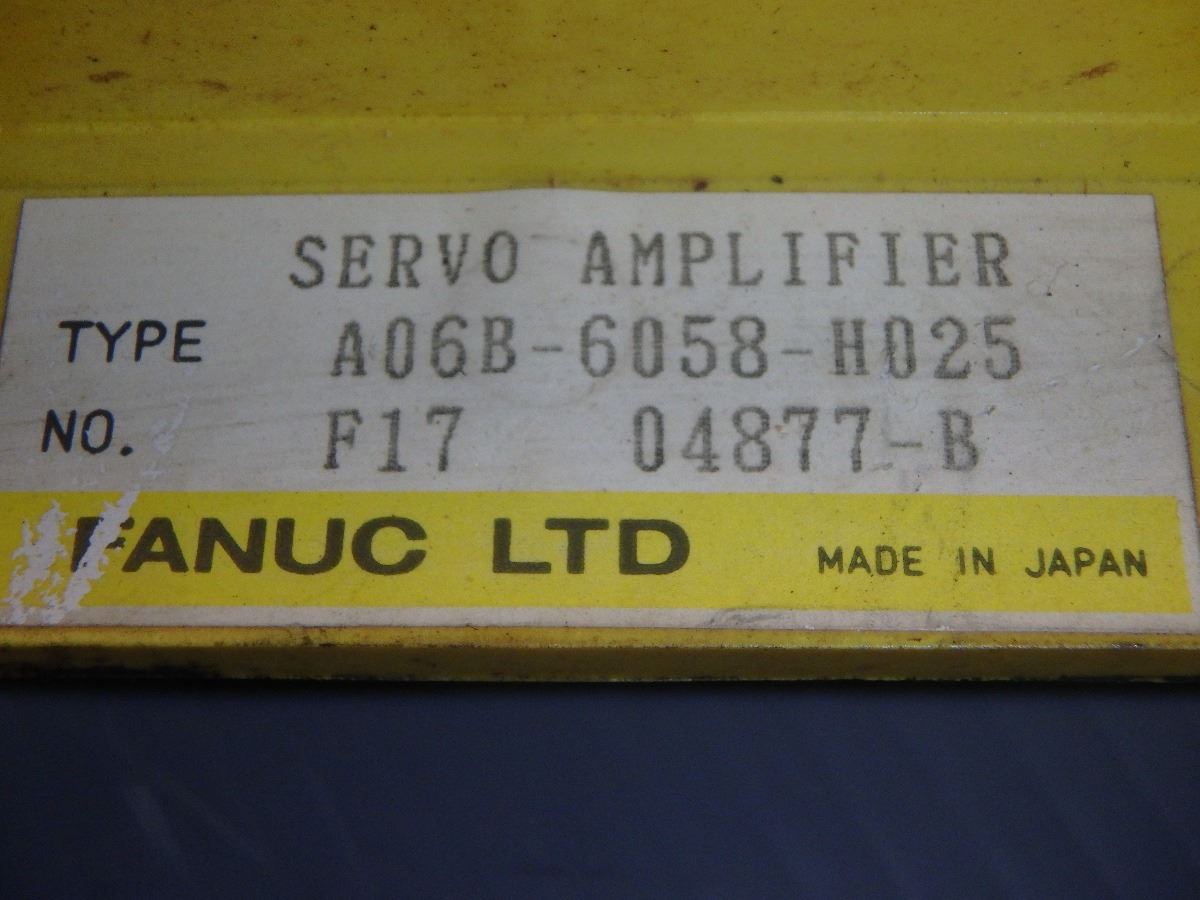 SERVO AMPLIFIER
TYPE A06B-6058-H025
NO. F17 04877-B
FANUC LTD MADE IN JAPAN